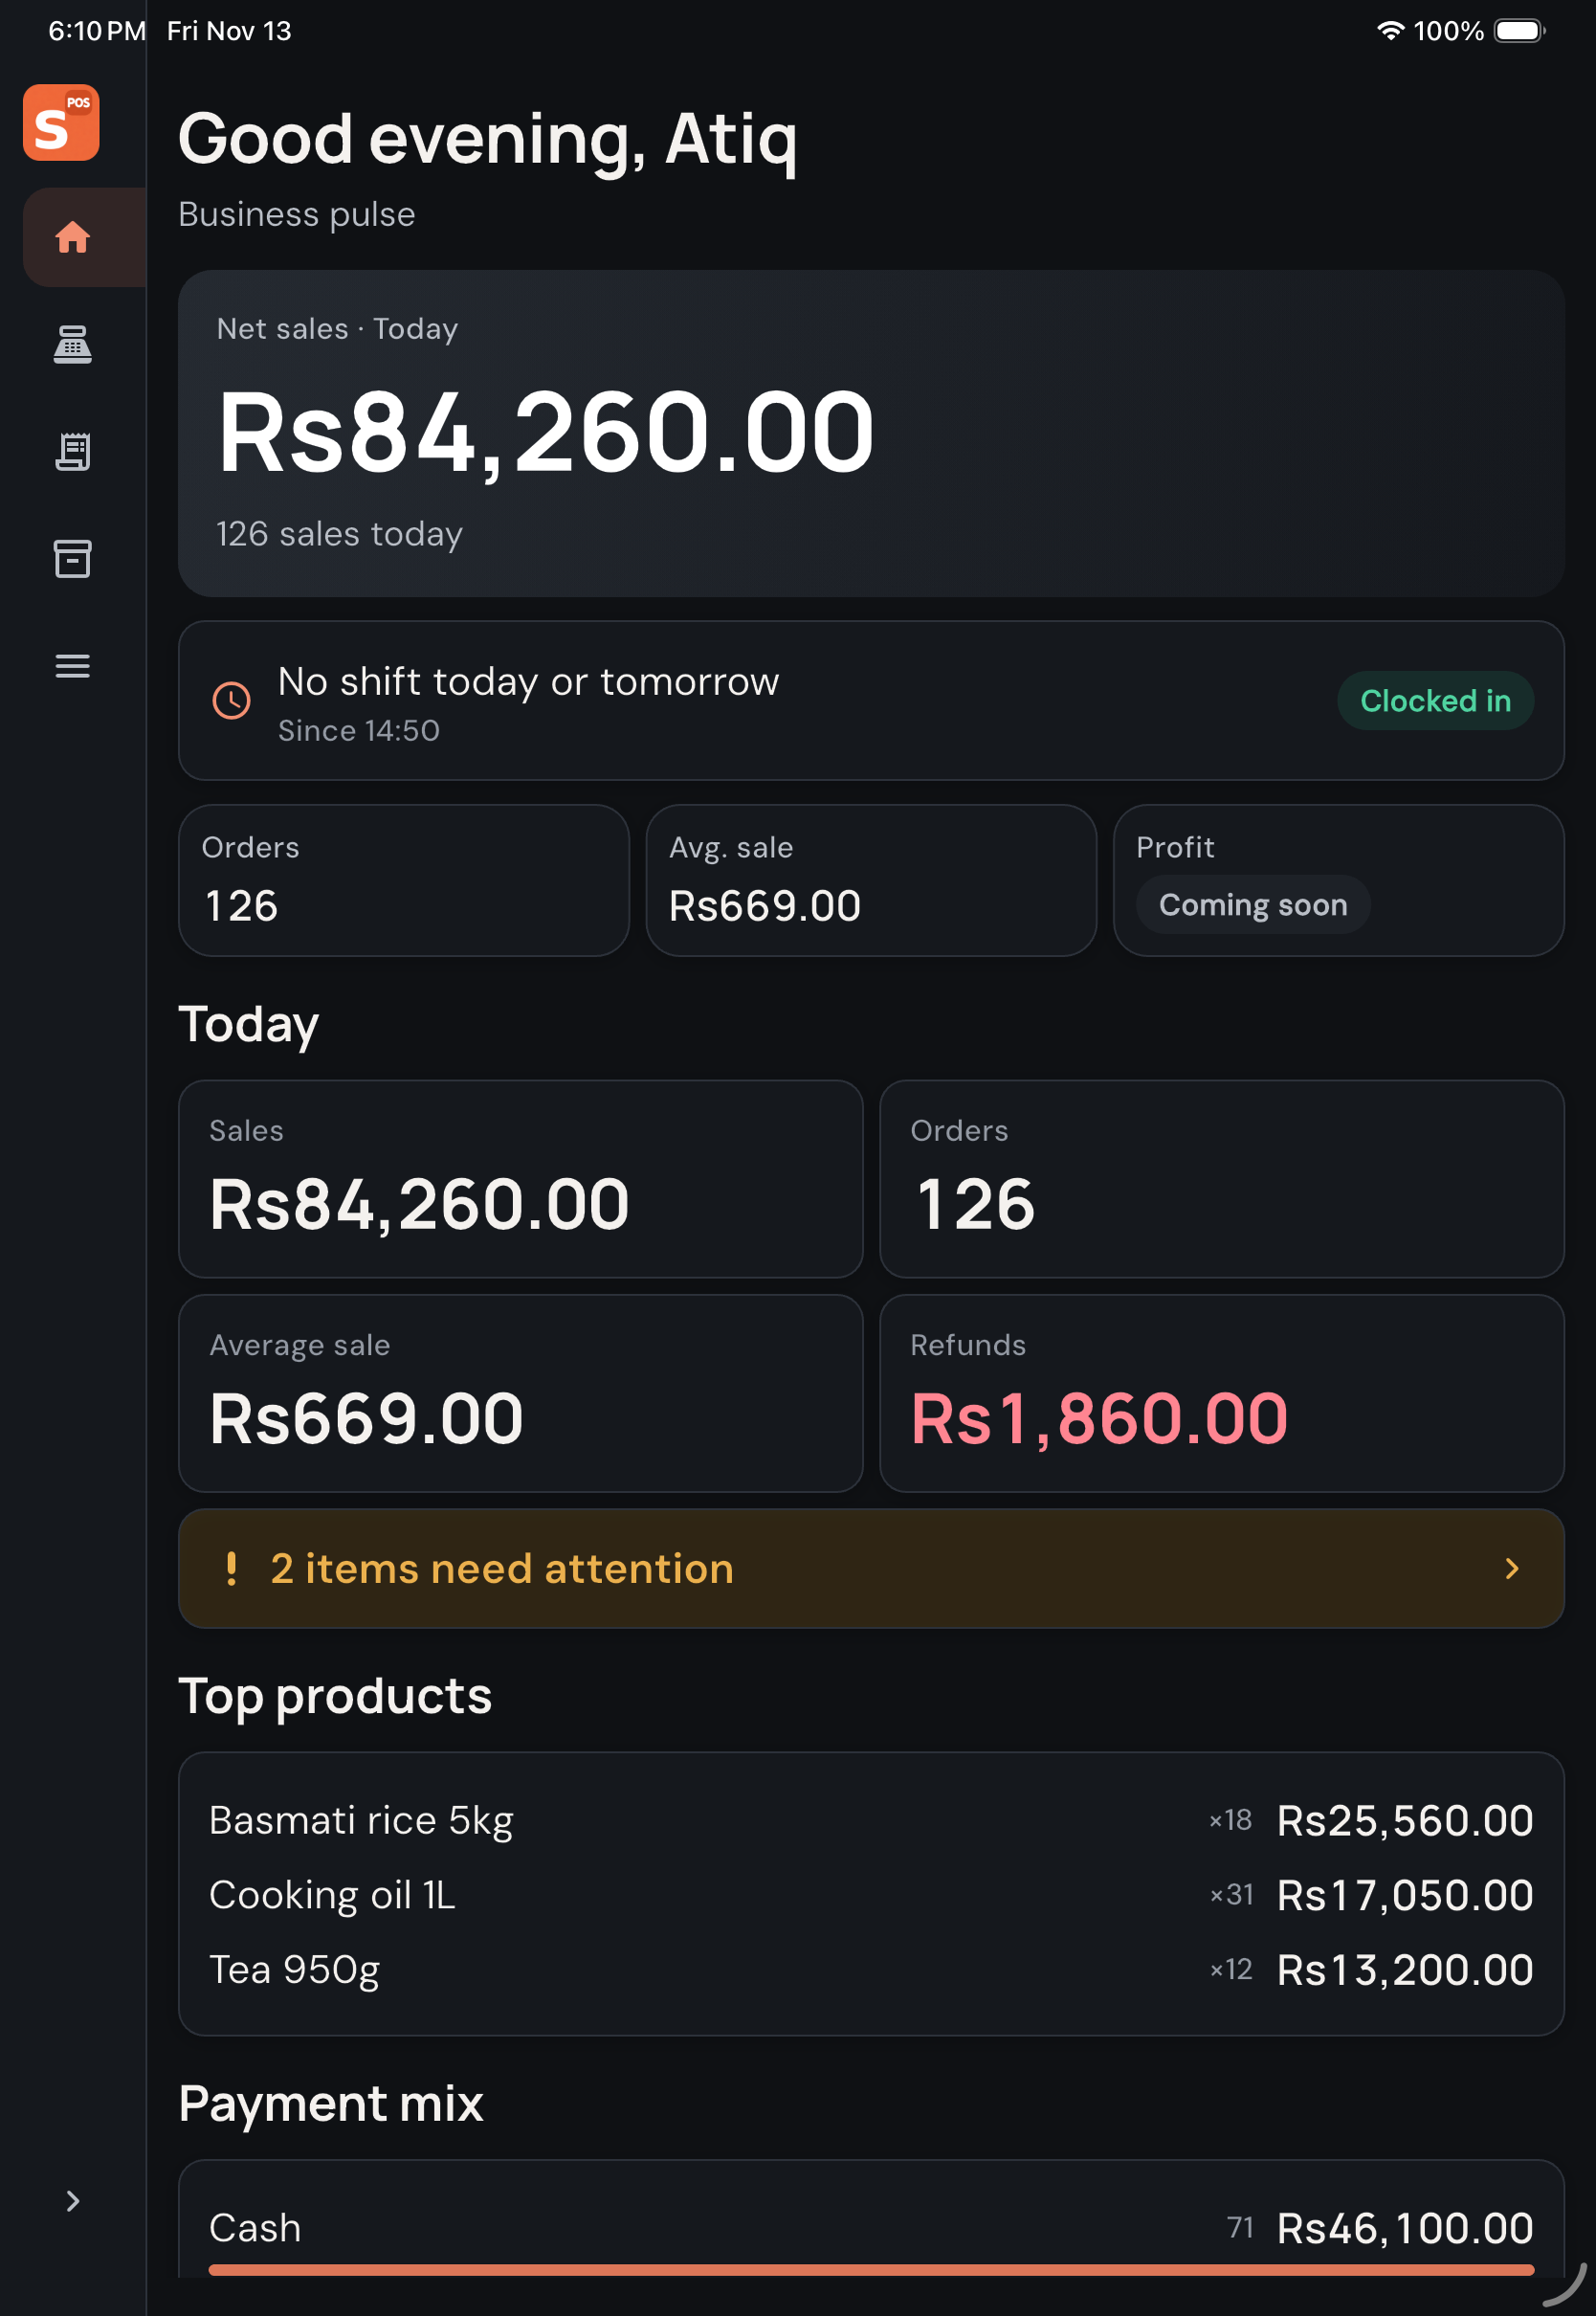 6:10 PM Fri Nov 13 100%
S POS
Good evening, Atiq
Business pulse
Net sales · Today
Rs84,260.00
126 sales today
No shift today or tomorrow
Since 14:50
Clocked in
Orders
126
Avg. sale
Rs669.00
Profit
Coming soon
Today
Sales
Rs84,260.00
Orders
126
Average sale
Rs669.00
Refunds
Rs1,860.00
2 items need attention
Top products
Basmati rice 5kg ×18 Rs25,560.00
Cooking oil 1L ×31 Rs17,050.00
Tea 950g ×12 Rs13,200.00
Payment mix
Cash 71 Rs46,100.00